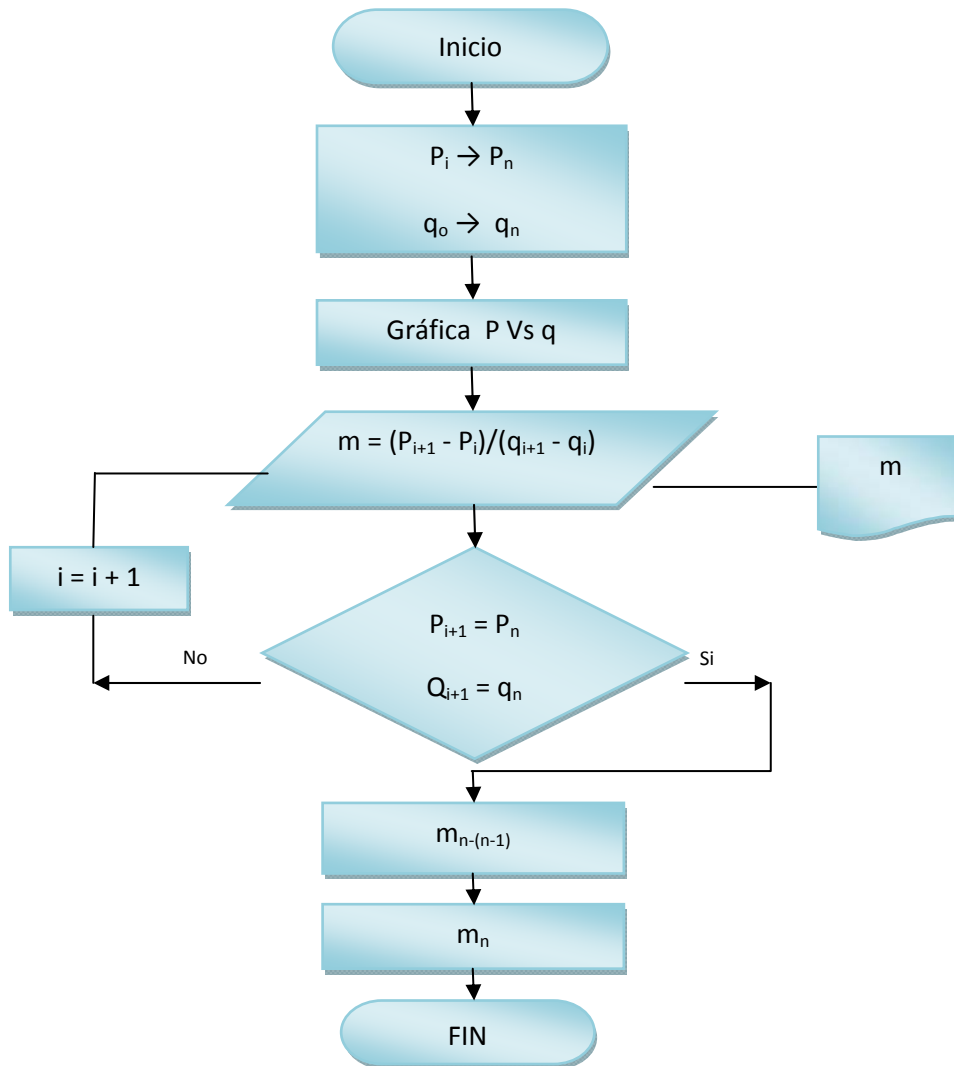 Inicio
Pᵢ → Pₙ
qₒ → qₙ
Gráfica P Vs q
m = (Pᵢ₊₁ - Pᵢ)/(qᵢ₊₁ - qᵢ)
m
i = i + 1
Pᵢ₊₁ = Pₙ
No
Si
Qᵢ₊₁ = qₙ
mₙ₋₍ₙ₋₁₎
mₙ
FIN